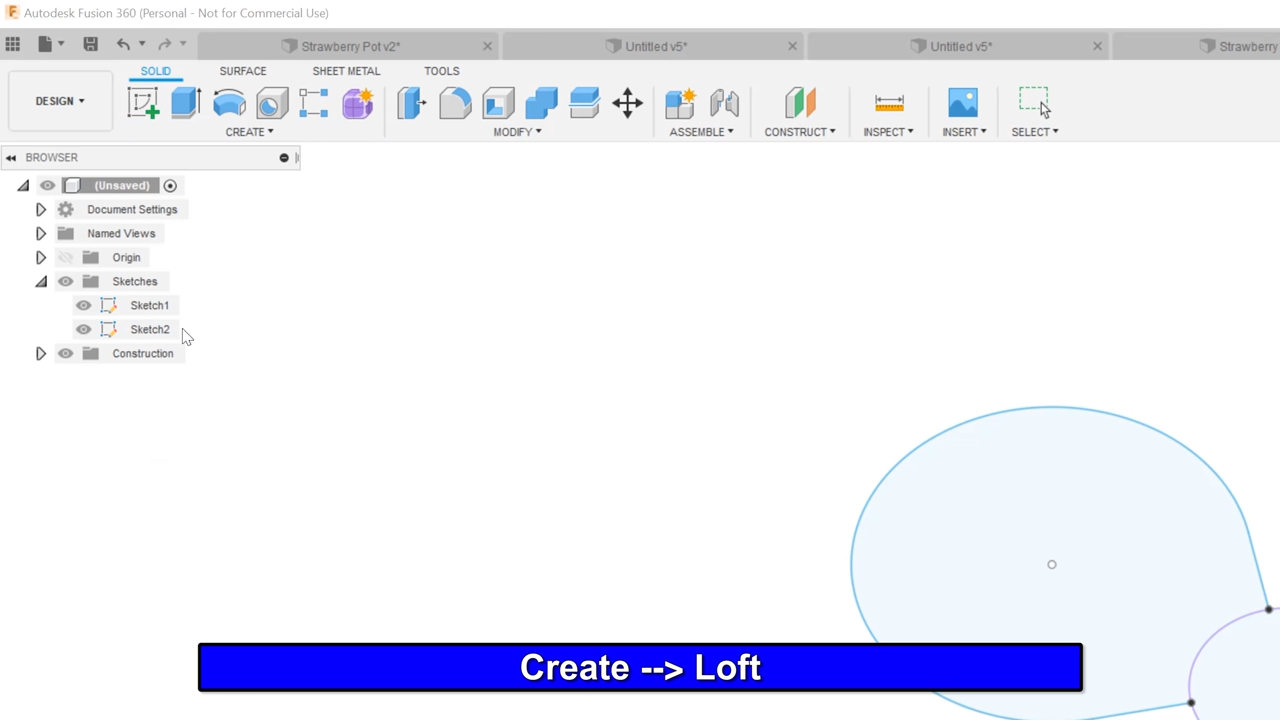 Autodesk Fusion 360 (Personal - Not for Commercial Use)
Strawberry Pot v2*
Untitled v5*
Untitled v5*
Strawberry
SOLID
SURFACE
SHEET METAL
TOOLS
DESIGN
CREATE
MODIFY
ASSEMBLE
CONSTRUCT
INSPECT
INSERT
SELECT
BROWSER
(Unsaved)
Document Settings
Named Views
Origin
Sketches
Sketch1
Sketch2
Construction
Create --> Loft